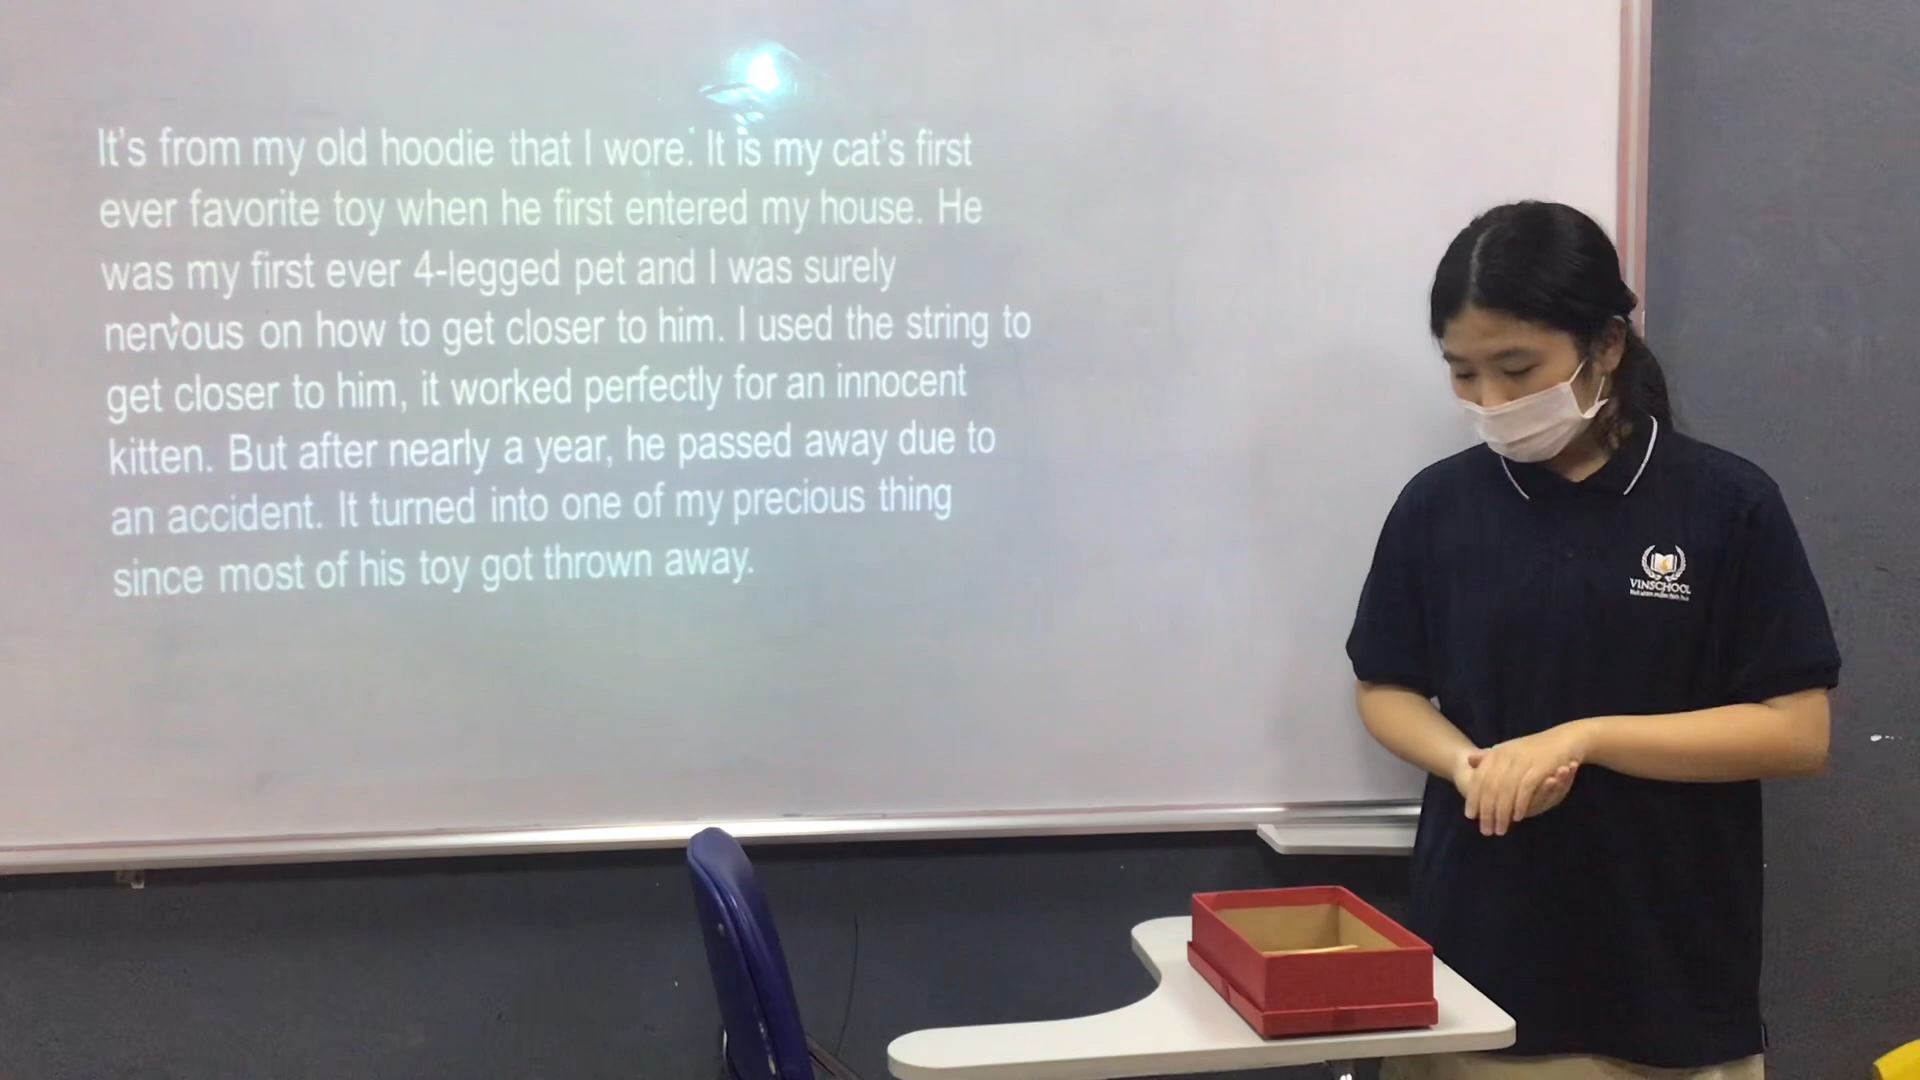 It's from my old hoodie that I wore. It is my cat's first
ever favorite toy when he first entered my house. He
was my first ever 4-legged pet and I was surely
nervous on how to get closer to him. I used the string to
get closer to him, it worked perfectly for an innocent
kitten. But after nearly a year, he passed away due to
an accident. It turned into one of my precious thing
since most of his toy got thrown away.
VINSCHOOL